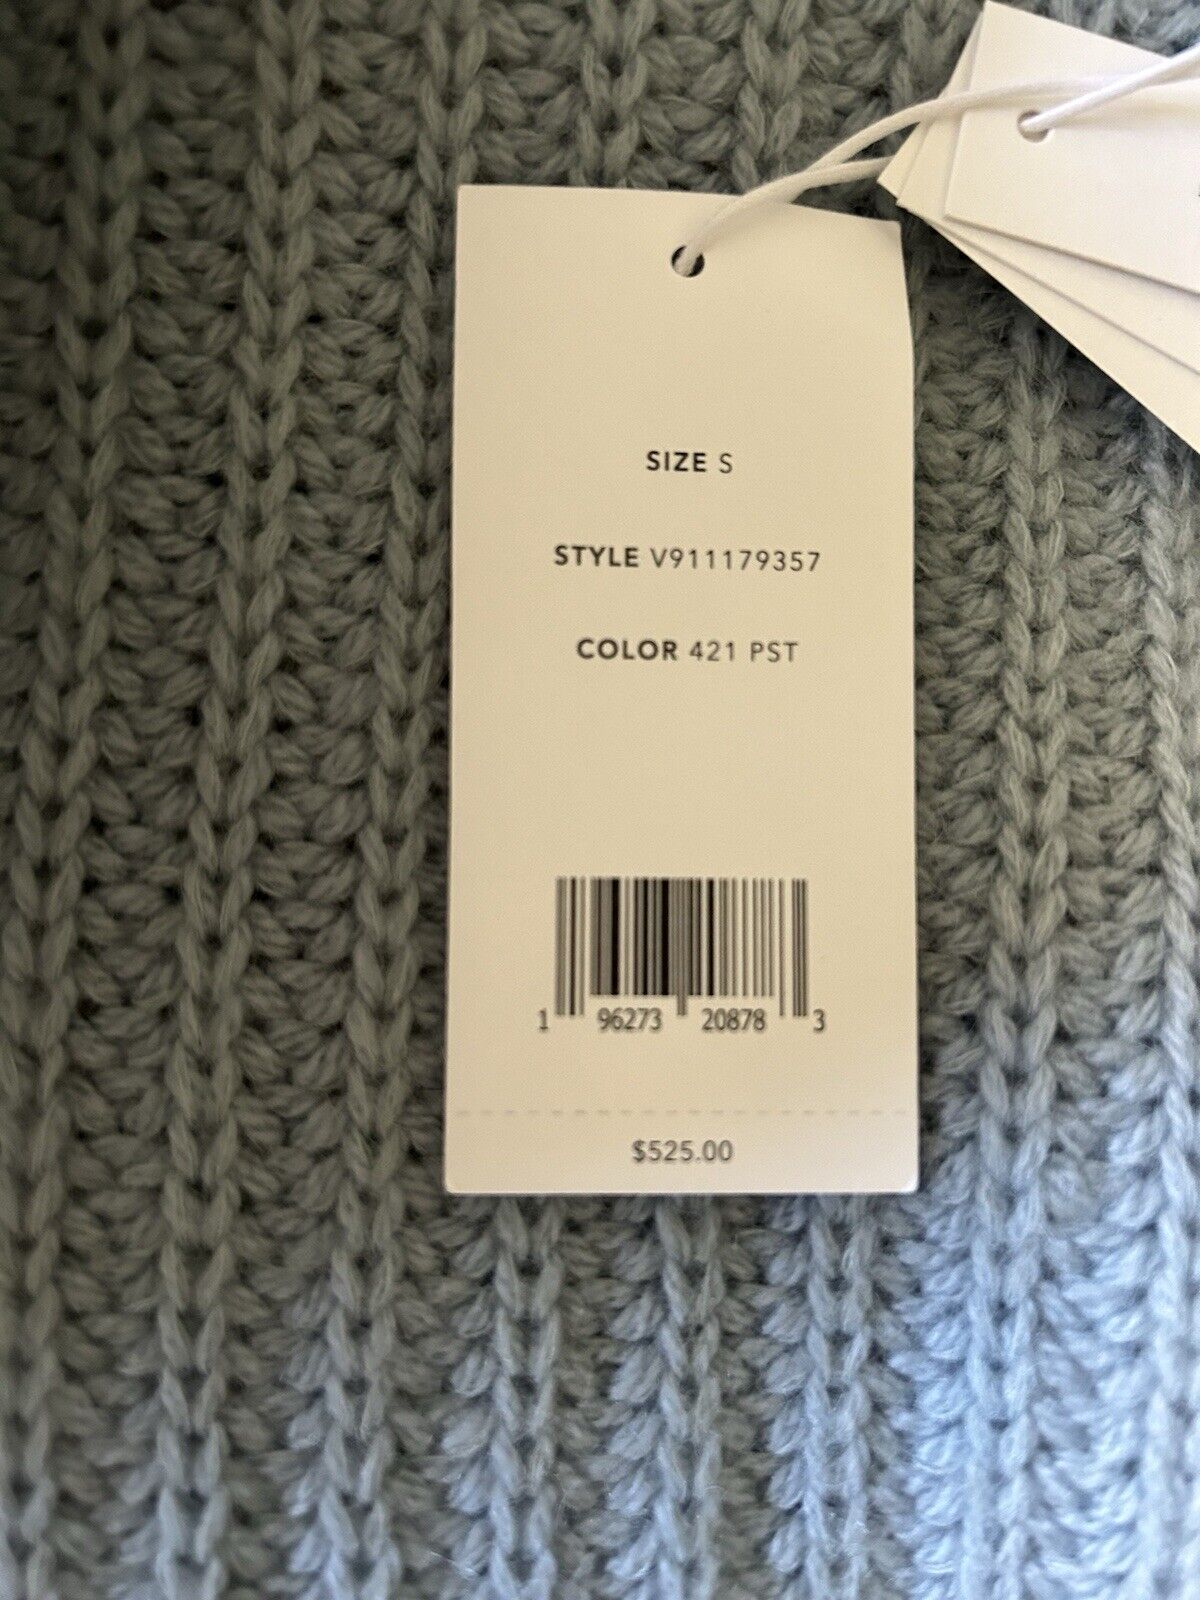 SIZE S
STYLE V911179357
COLOR 421 PST
1 96273 20878 3
$525.00